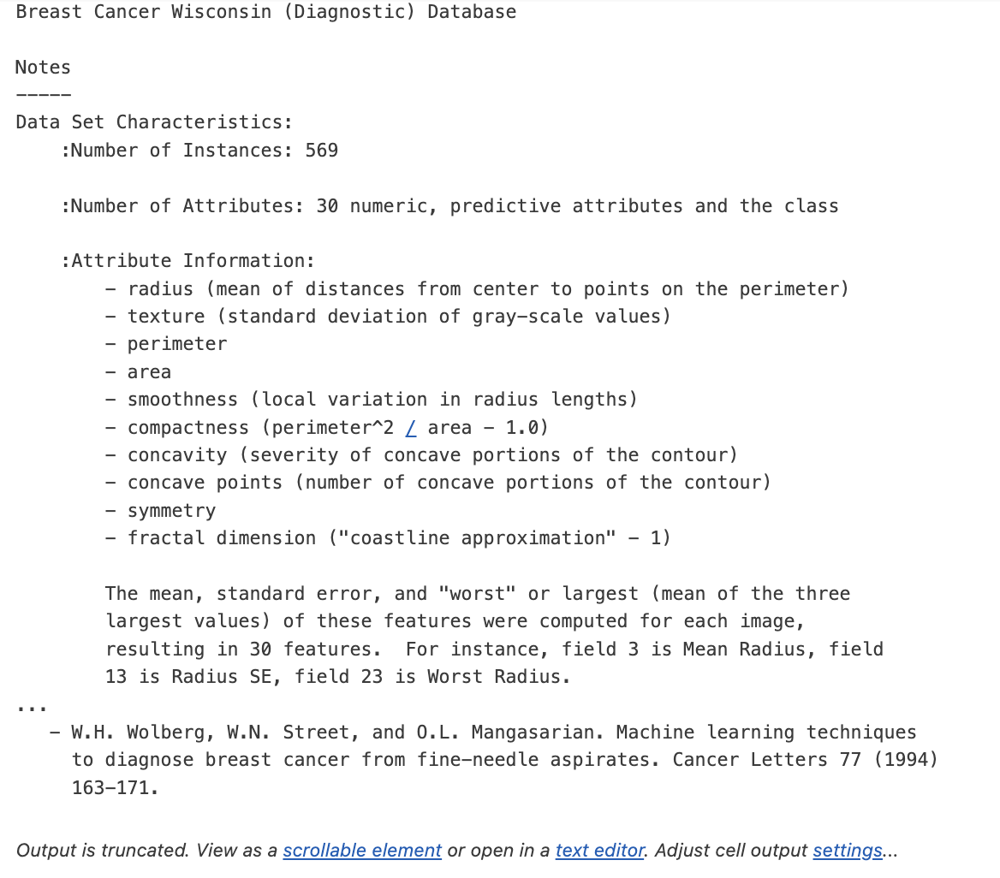 Breast Cancer Wisconsin (Diagnostic) Database
Notes
-----
Data Set Characteristics:
:Number of Instances: 569
:Number of Attributes: 30 numeric, predictive attributes and the class
:Attribute Information:
- radius (mean of distances from center to points on the perimeter)
- texture (standard deviation of gray-scale values)
- perimeter
- area
- smoothness (local variation in radius lengths)
- compactness (perimeter^2 / area - 1.0)
- concavity (severity of concave portions of the contour)
- concave points (number of concave portions of the contour)
- symmetry
- fractal dimension ("coastline approximation" - 1)
The mean, standard error, and "worst" or largest (mean of the three
largest values) of these features were computed for each image,
resulting in 30 features.  For instance, field 3 is Mean Radius, field
13 is Radius SE, field 23 is Worst Radius.
...
- W.H. Wolberg, W.N. Street, and O.L. Mangasarian. Machine learning techniques
to diagnose breast cancer from fine-needle aspirates. Cancer Letters 77 (1994)
163-171.
Output is truncated. View as a scrollable element or open in a text editor. Adjust cell output settings...